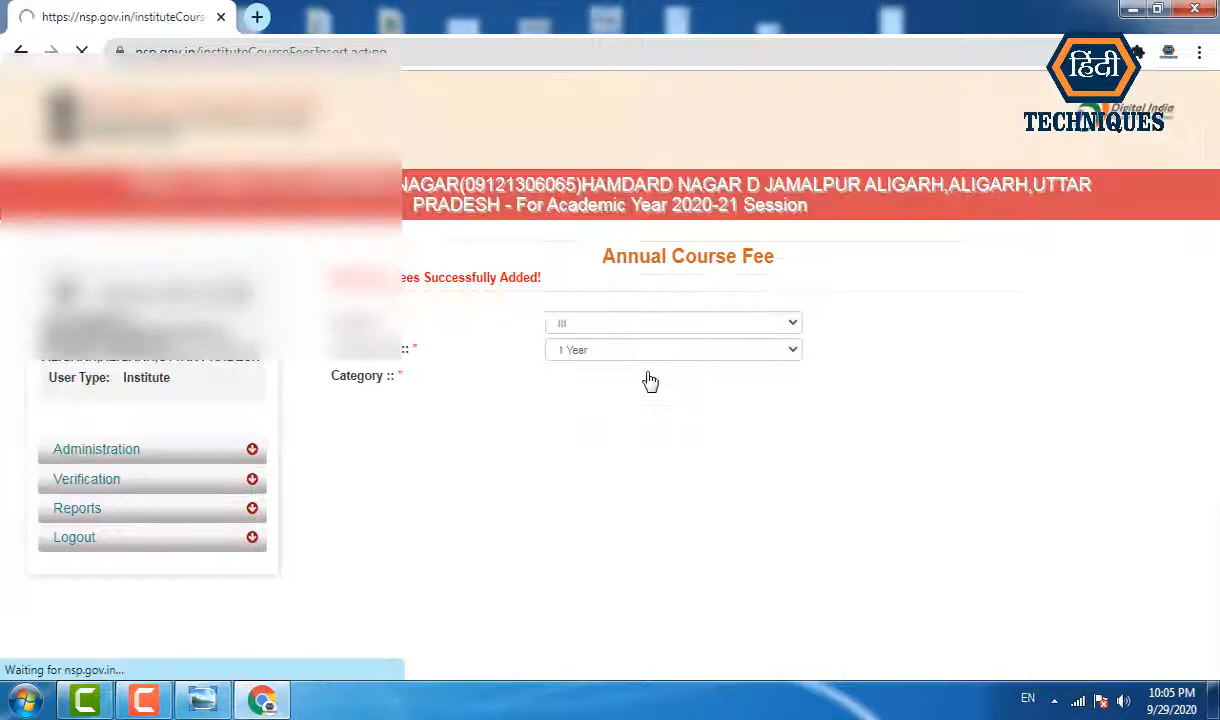 https://nsp.gov.in/instituteCours
nsp.gov.in/instituteCourseFeesInsert.action
हिंदी
TECHNIQUES
Digital India
NAGAR(09121306065)HAMDARD NAGAR D JAMALPUR ALIGARH,ALIGARH,UTTAR
PRADESH - For Academic Year 2020-21 Session
Annual Course Fee
ees Successfully Added!
III
:: * 1 Year
Category :: *
User Type: Institute
Administration
Verification
Reports
Logout
Waiting for nsp.gov.in...
EN
10:05 PM
9/29/2020